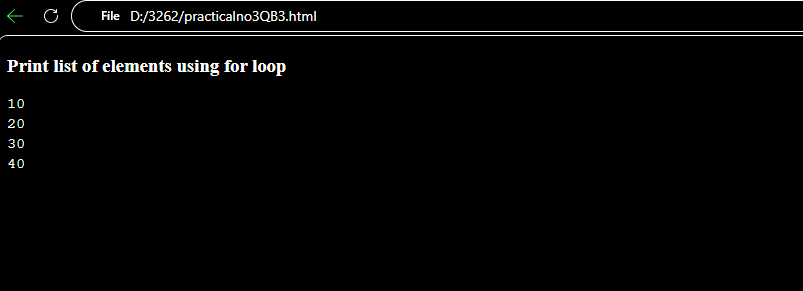 File D:/3262/practicalno3QB3.html
Print list of elements using for loop
10
20
30
40